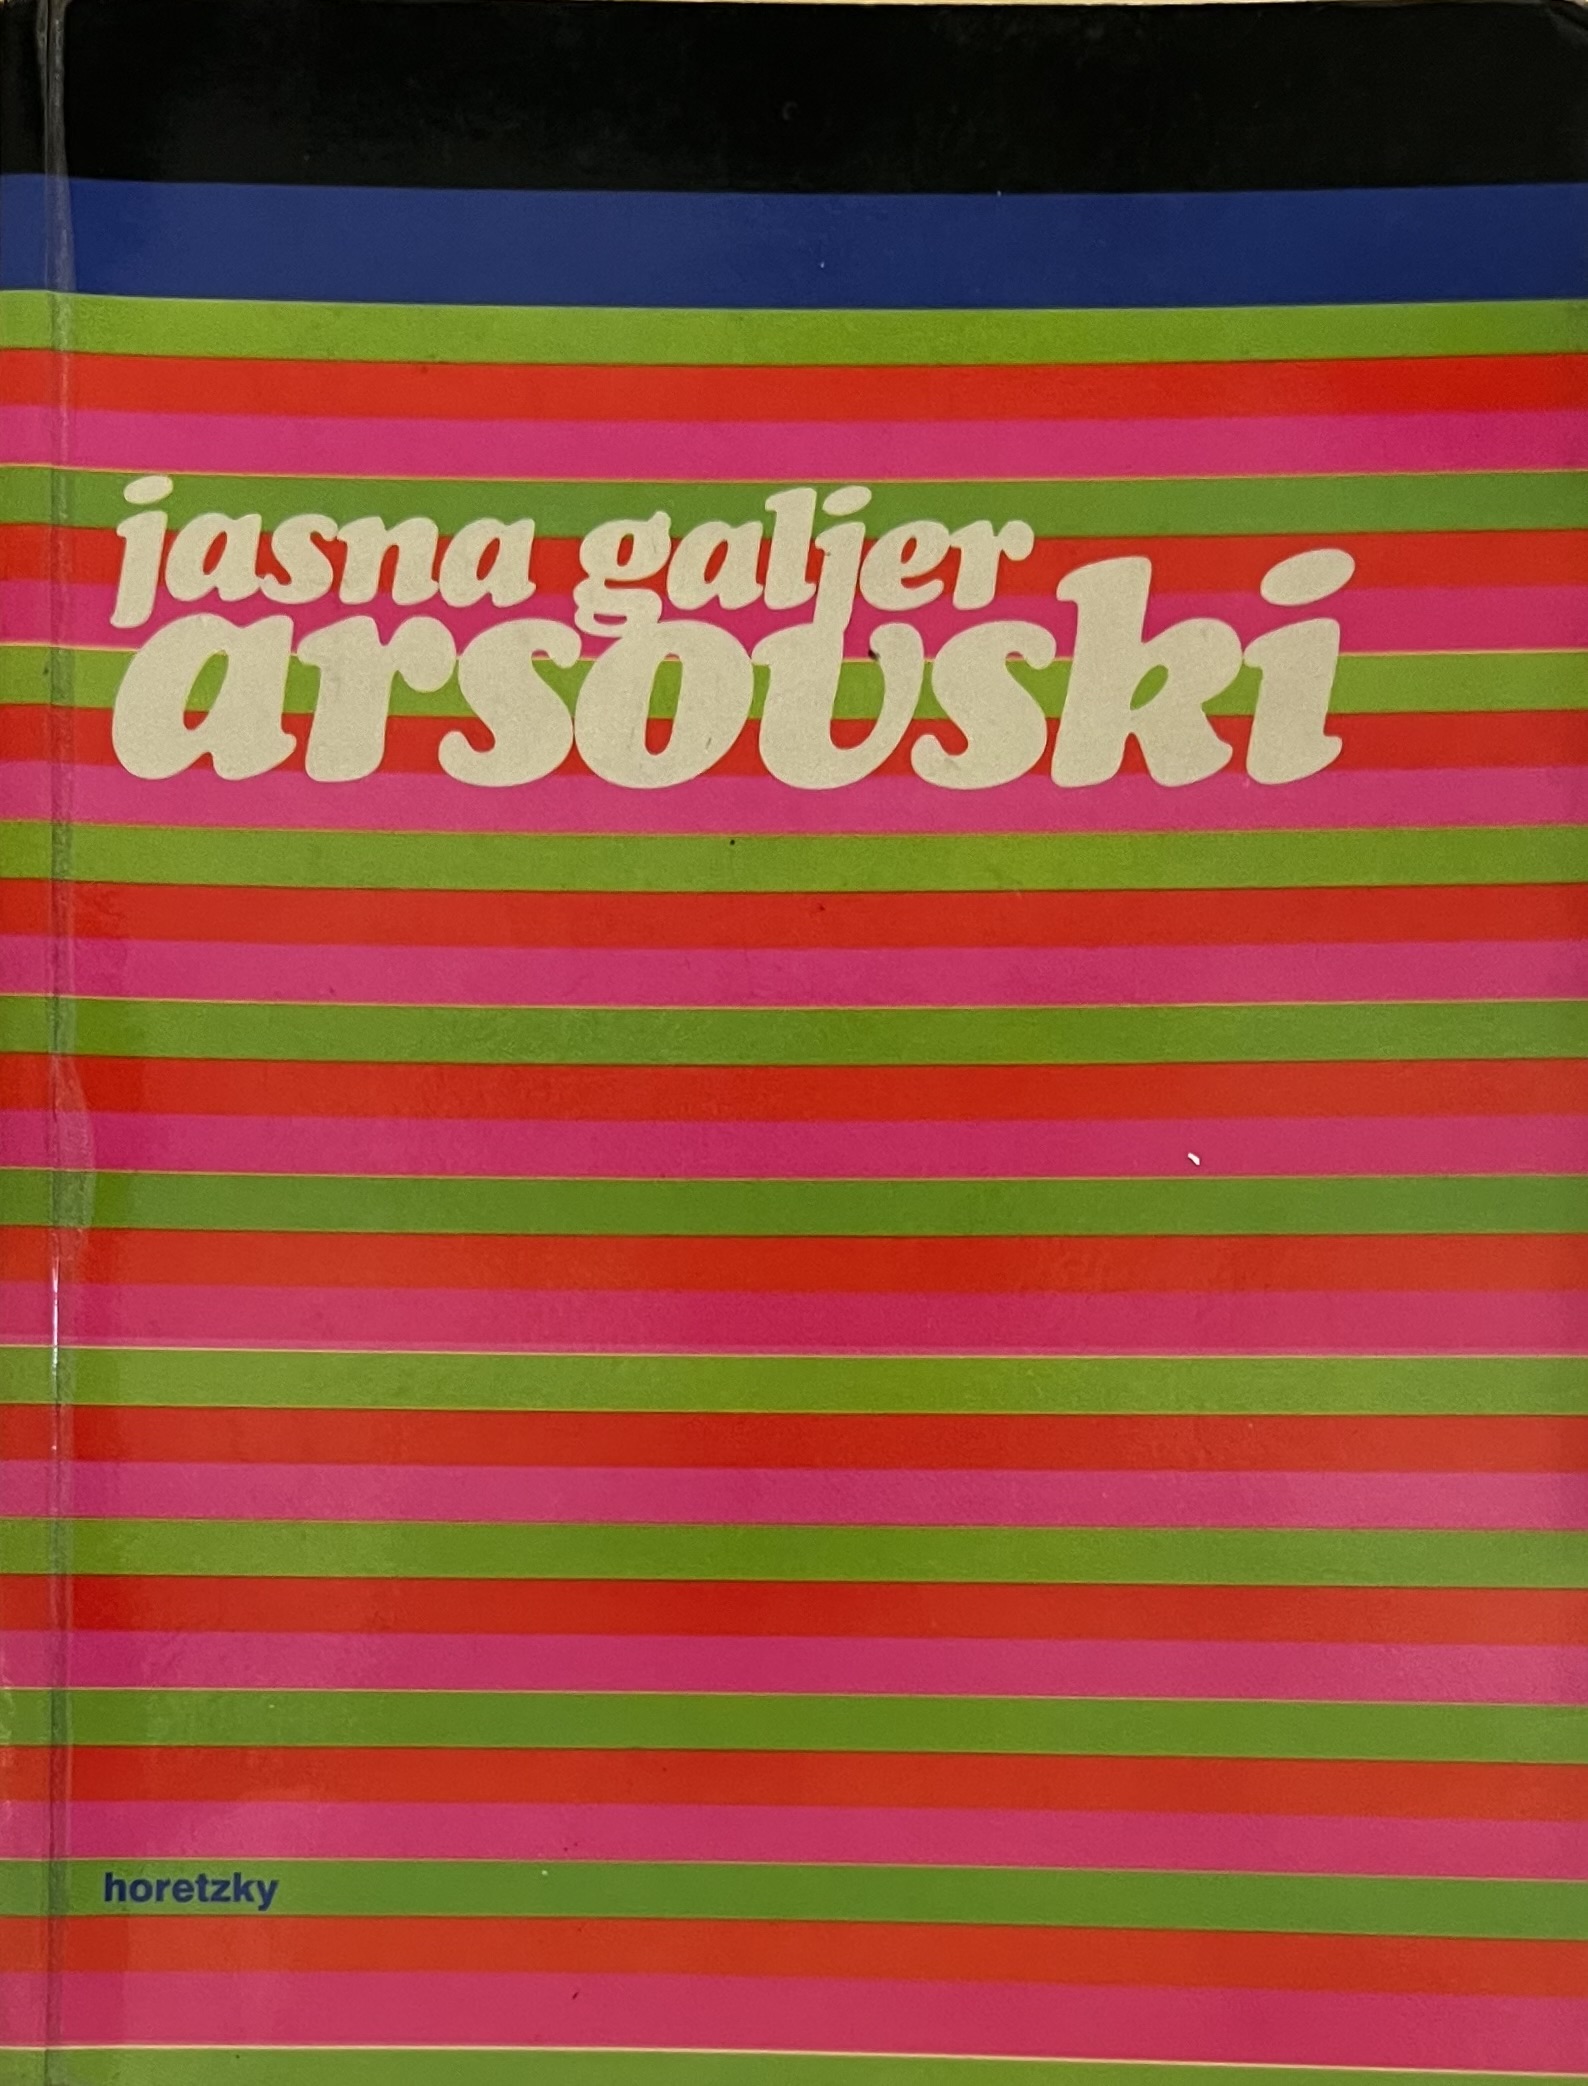 jasna galjer
arsovski
horetzky